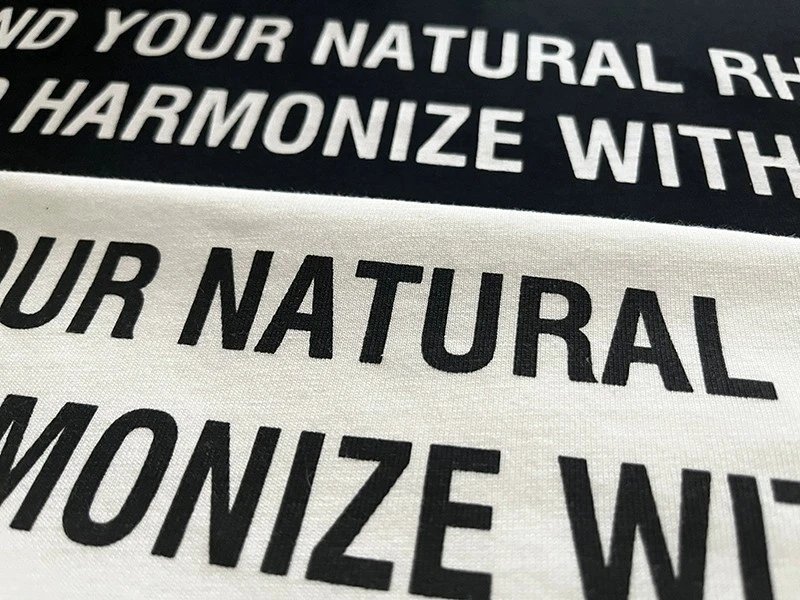 ND YOUR NATURAL RH
HARMONIZE WITH
OUR NATURAL
MONIZE WIT